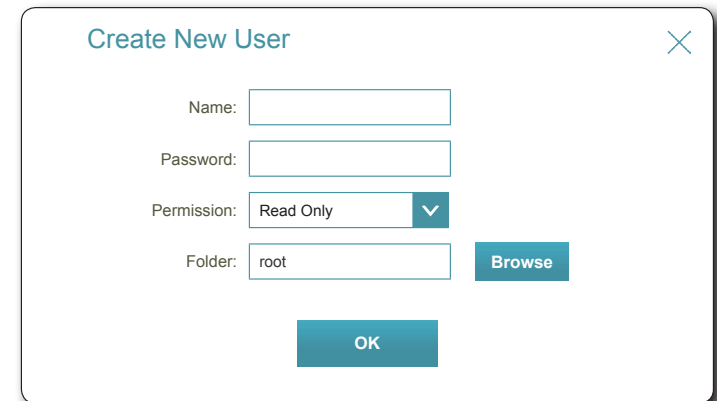 Create New User
Name:
Password:
Permission: Read Only
Folder: root Browse
OK